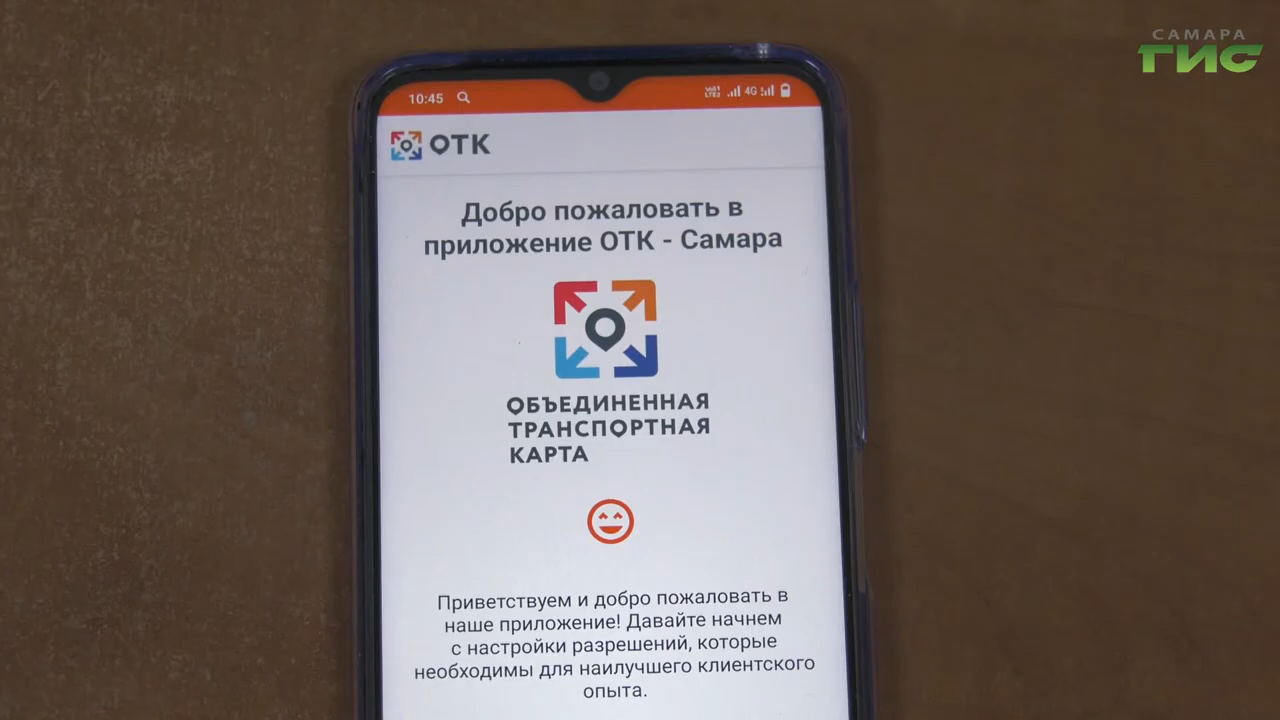 САМАРА
ГИС
10:45
4G
ОТК
Добро пожаловать в
приложение ОТК - Самара
ОБЪЕДИНЕННАЯ
ТРАНСПОРТНАЯ
КАРТА
Приветствуем и добро пожаловать в
наше приложение! Давайте начнем
с настройки разрешений, которые
необходимы для наилучшего клиентского
опыта.